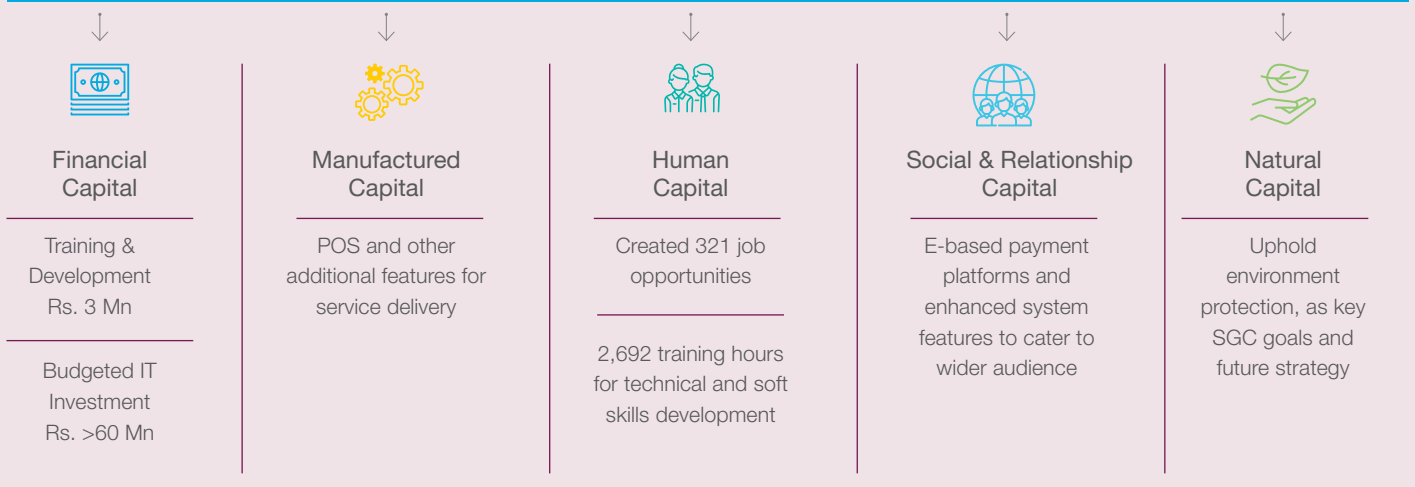 Financial
Capital
Training &
Development
Rs. 3 Mn
Budgeted IT
Investment
Rs. >60 Mn
Manufactured
Capital
POS and other
additional features for
service delivery
Human
Capital
Created 321 job
opportunities
2,692 training hours
for technical and soft
skills development
Social & Relationship
Capital
E-based payment
platforms and
enhanced system
features to cater to
wider audience
Natural
Capital
Uphold
environment
protection, as key
SGC goals and
future strategy